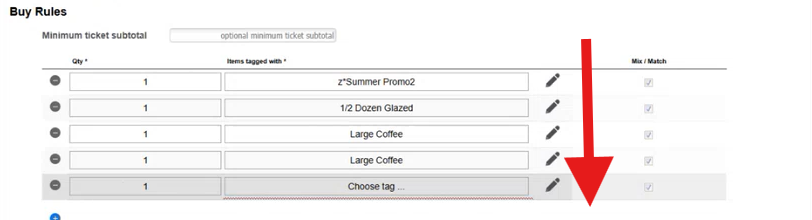 Buy Rules
Minimum ticket subtotal optional minimum ticket subtotal
Qty * Items tagged with * Mix / Match
1 z*Summer Promo2
1 1/2 Dozen Glazed
1 Large Coffee
1 Large Coffee
1 Choose tag ...